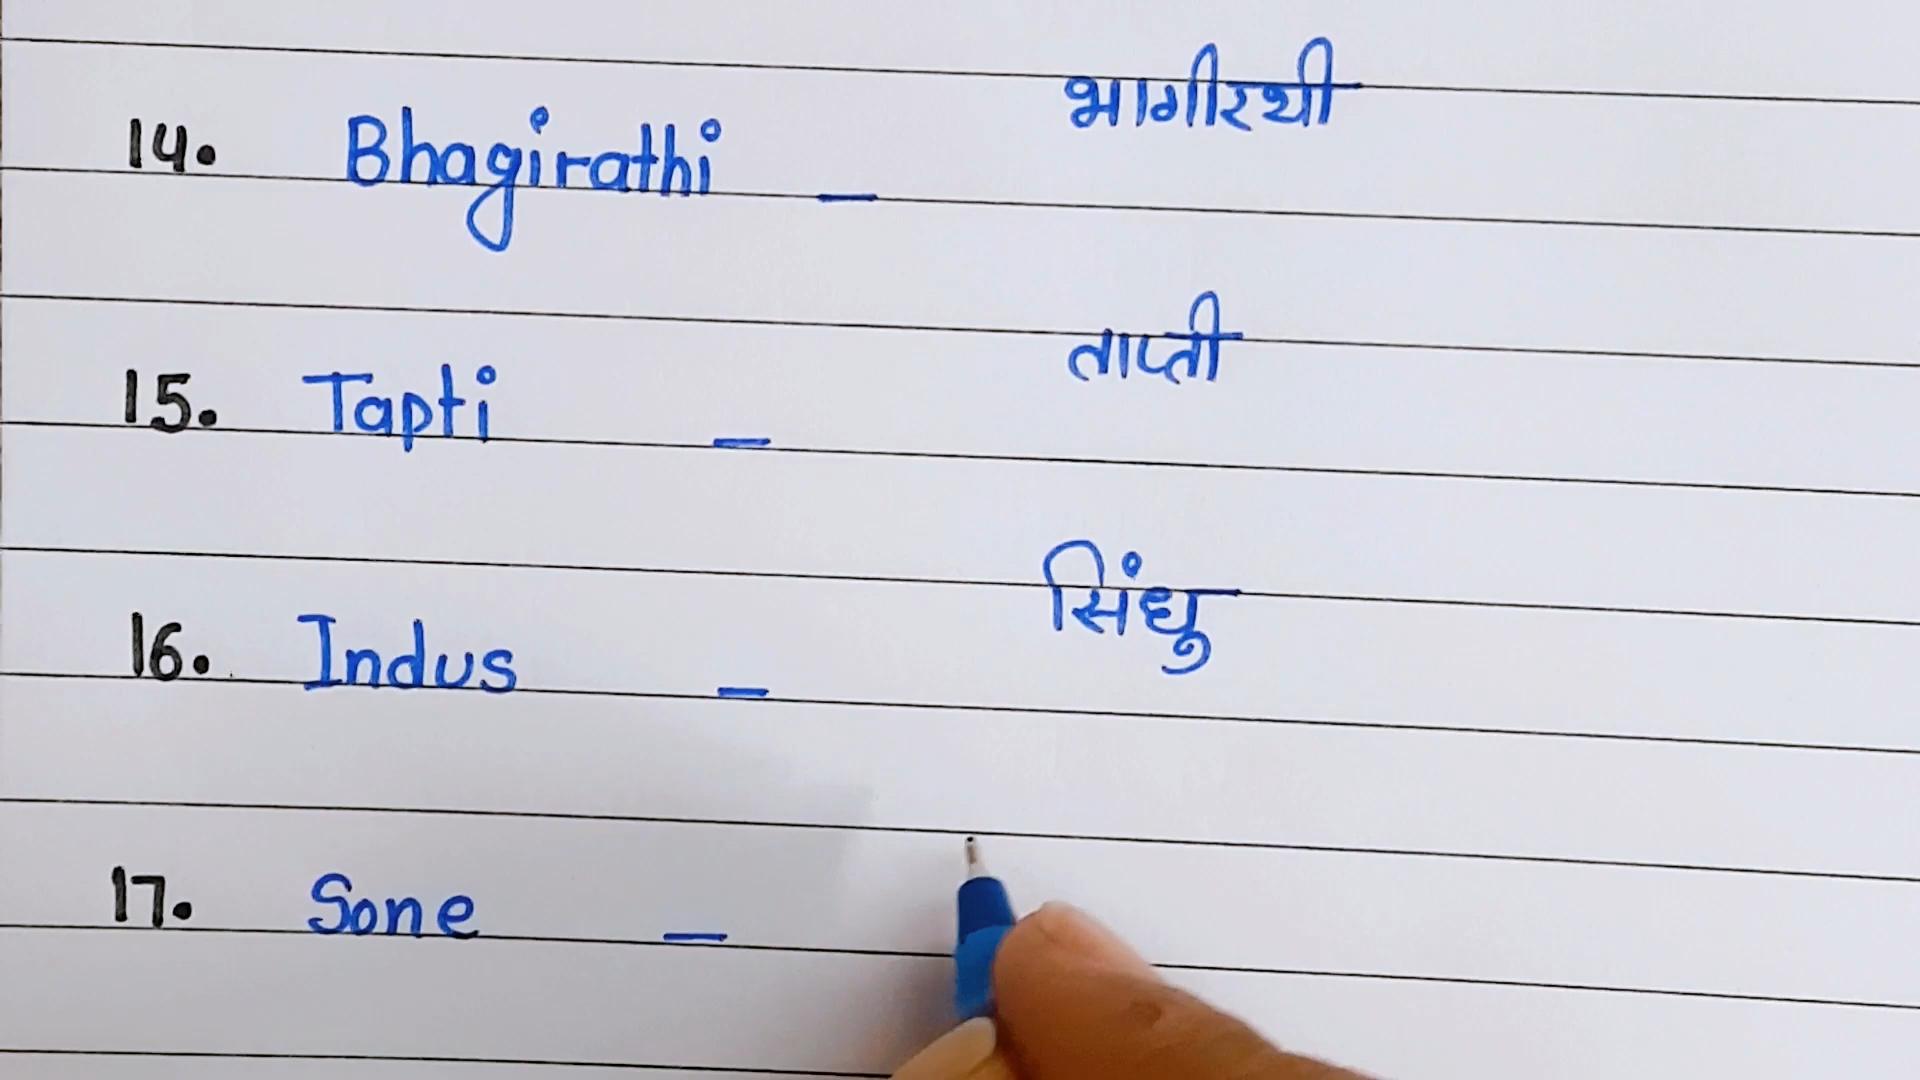 14. Bhagirathi _ भागीरथी
15. Tapti _ ताप्ती
16. Indus _ सिंधु
17. Sone _